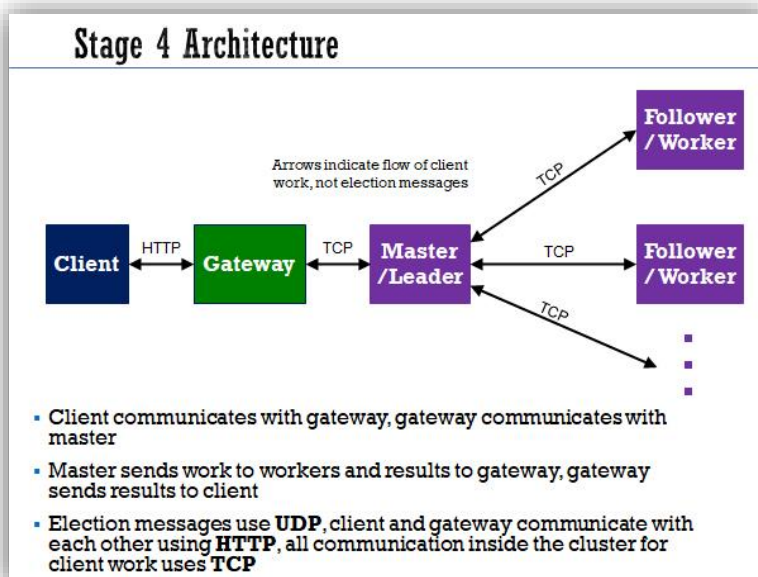 Stage 4 Architecture
Follower
/Worker
Arrows indicate flow of client
work, not election messages
TCP
Client
HTTP
Gateway
TCP
Master
/Leader
TCP
Follower
/Worker
TCP
Client communicates with gateway, gateway communicates with
master
Master sends work to workers and results to gateway, gateway
sends results to client
Election messages use UDP, client and gateway communicate with
each other using HTTP, all communication inside the cluster for
client work uses TCP